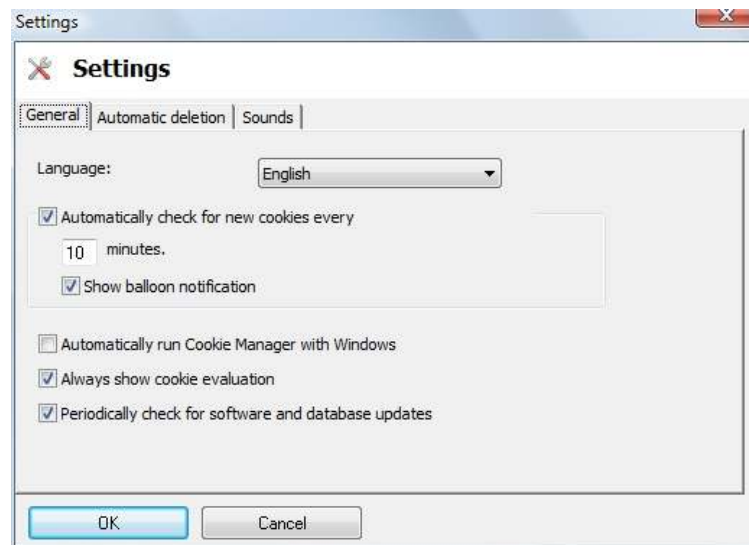 Settings
Settings
General Automatic deletion Sounds
Language: English
Automatically check for new cookies every
10 minutes.
Show balloon notification
Automatically run Cookie Manager with Windows
Always show cookie evaluation
Periodically check for software and database updates
OK Cancel